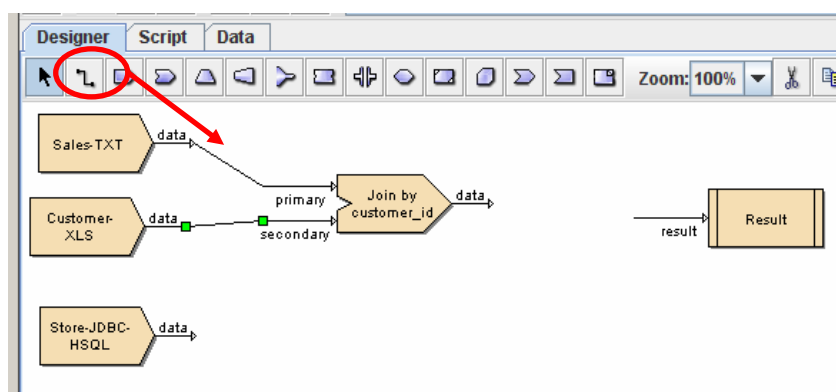 Designer Script Data
Zoom: 100%
Sales-TXT
data
primary
Join by
customer_id
data
Customer-
XLS
data
secondary
result
Result
Store-JDBC-
HSQL
data